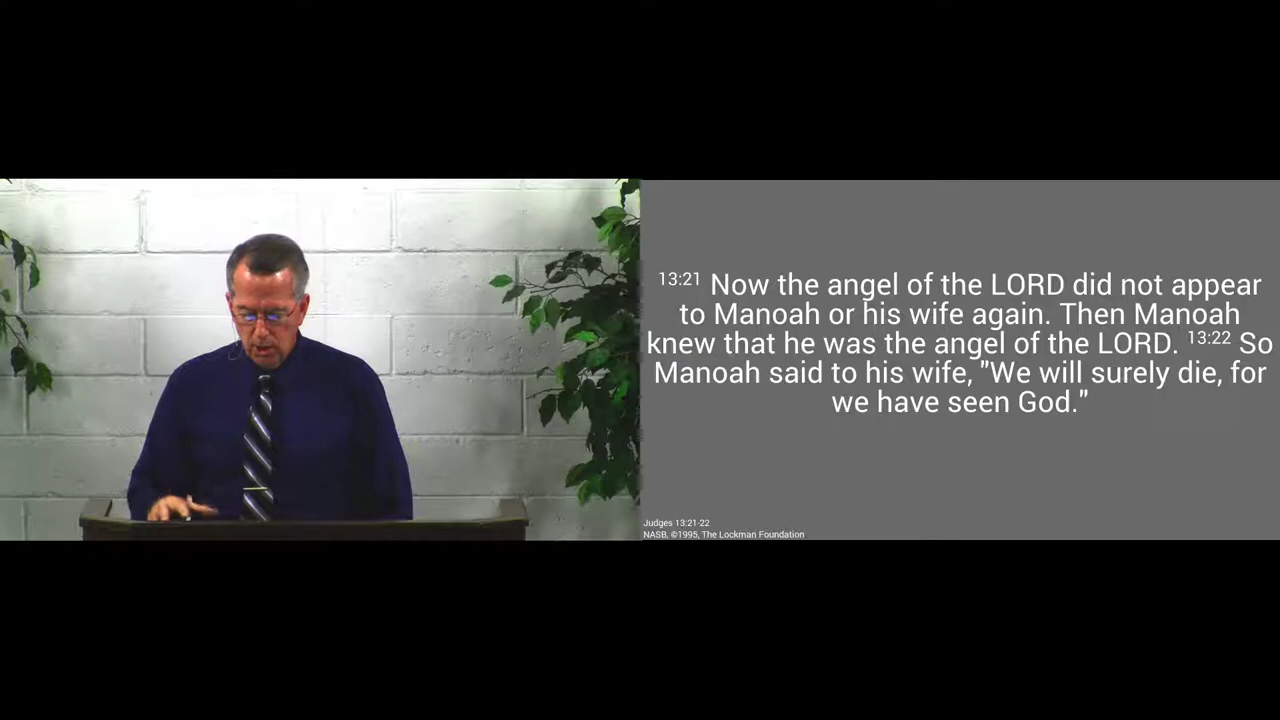 13:21 Now the angel of the LORD did not appear
to Manoah or his wife again. Then Manoah
knew that he was the angel of the LORD. 13:22 So
Manoah said to his wife, "We will surely die, for
we have seen God."
Judges 13:21-22
NASB, ©1995, The Lockman Foundation